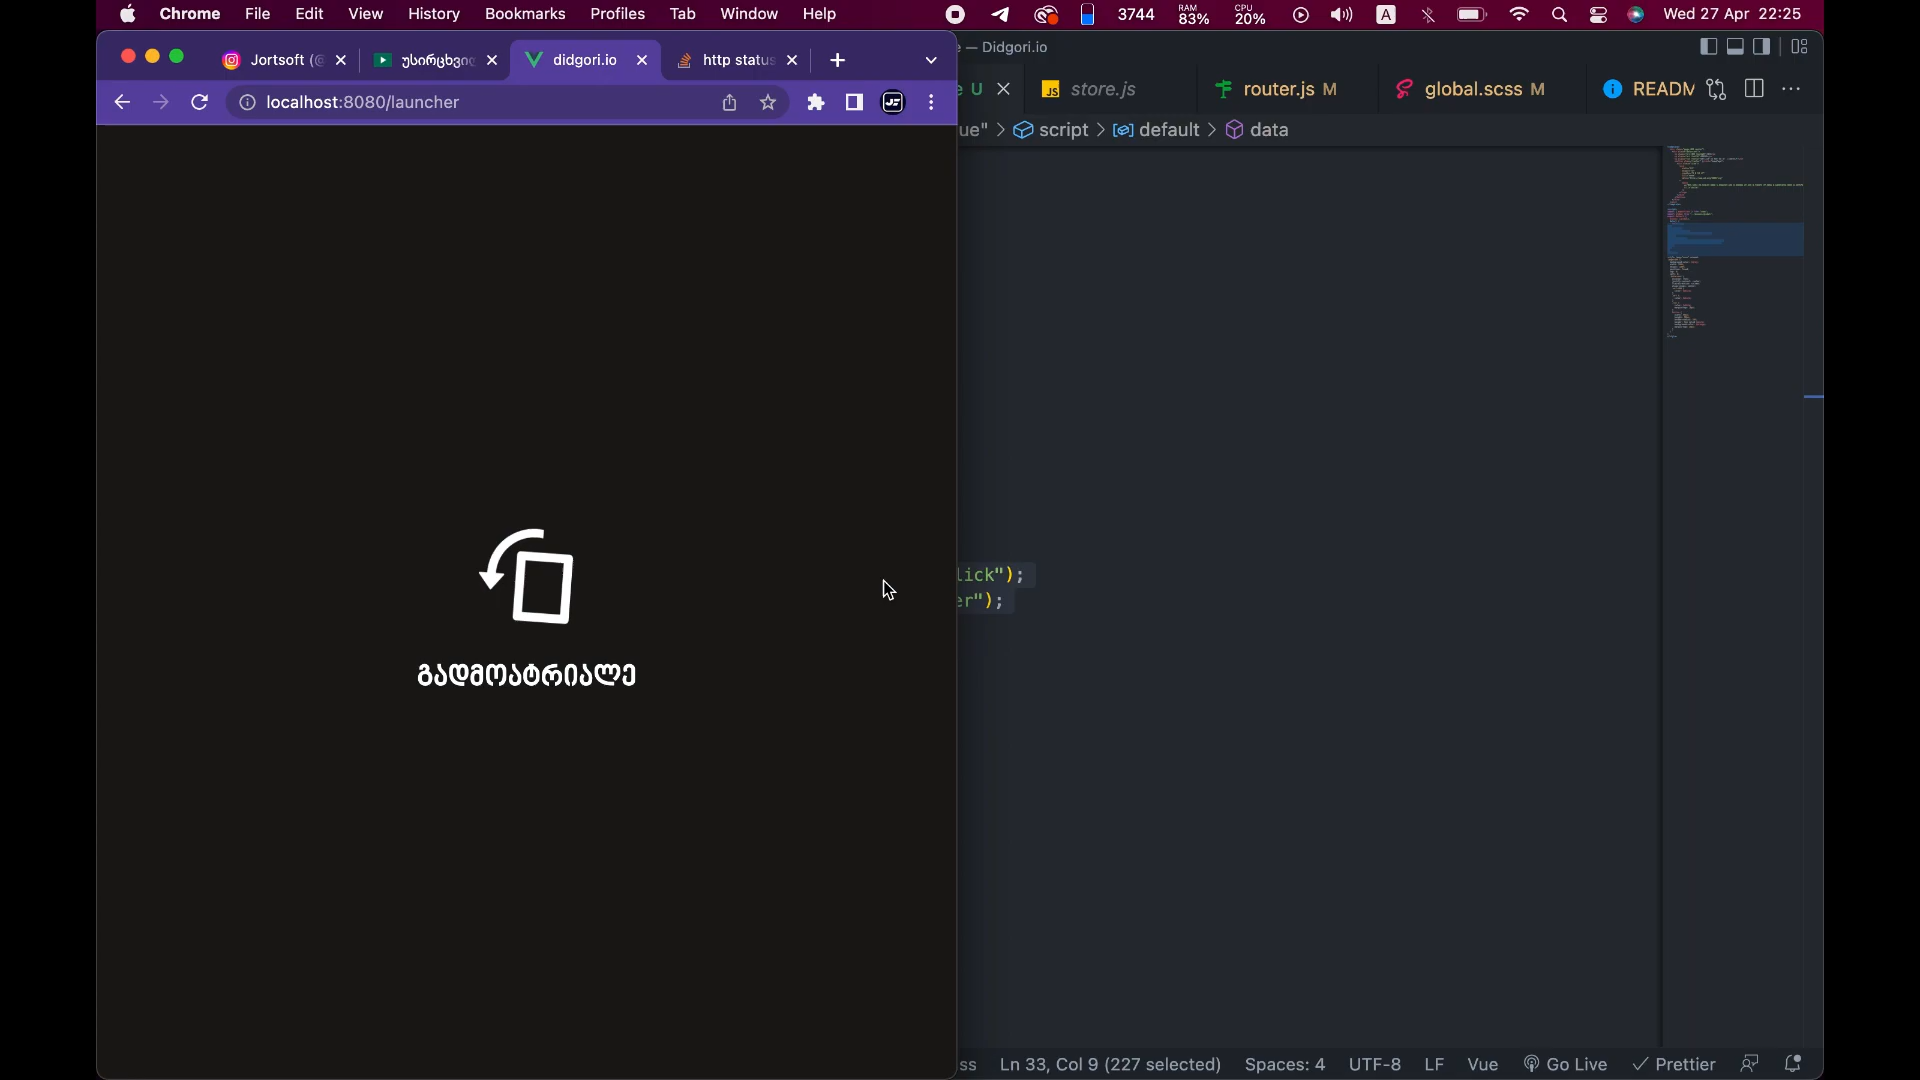 Chrome File Edit View History Bookmarks Profiles Tab Window Help 3744 RAM 83% CPU 20% A Wed 27 Apr 22:25
Jortsoft (@ didgori.io http status
localhost:8080/launcher
— Didgori.io
U store.js router.js M global.scss M READM
ue" > script > default > data
lick");
er");
გადმოატრიალე
ss Ln 33, Col 9 (227 selected) Spaces: 4 UTF-8 LF Vue Go Live Prettier